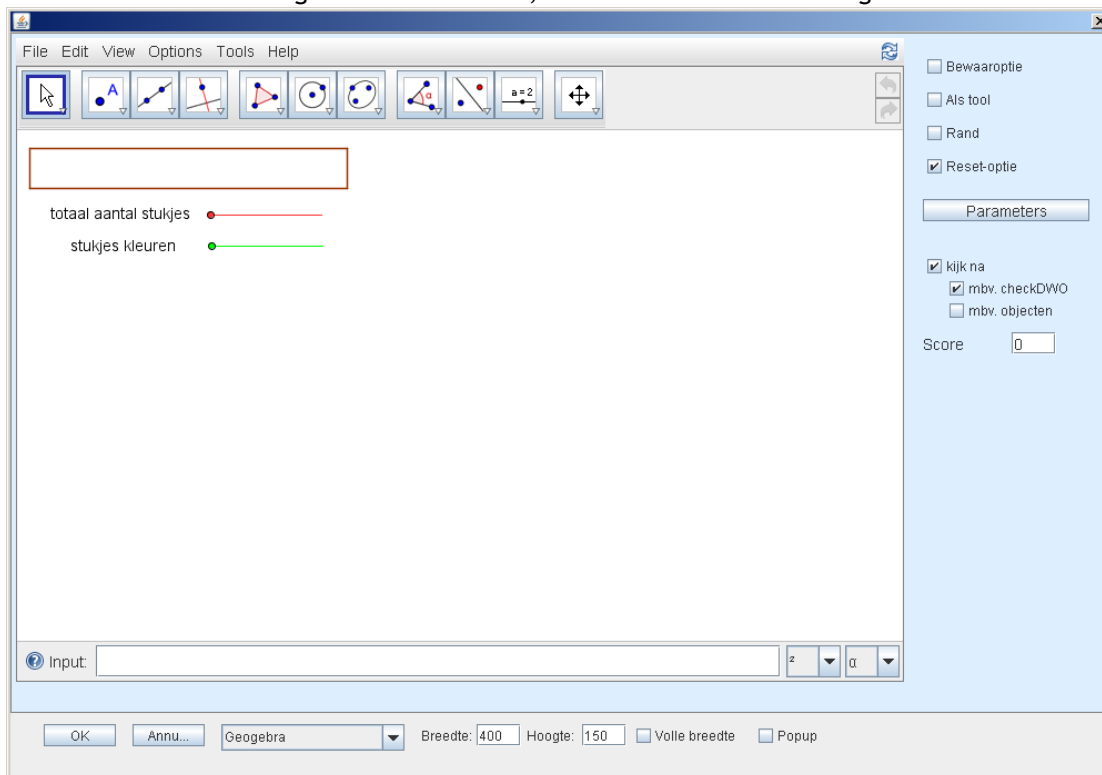 File Edit View Options Tools Help
A
α
a = 2
Bewaaroptie
Als tool
Rand
Reset-optie
Parameters
totaal aantal stukjes
stukjes kleuren
kijk na
mbv. checkDWO
mbv. objecten
Score 0
Input: ² α
OK Annu... Geogebra Breedte: 400 Hoogte: 150 Volle breedte Popup